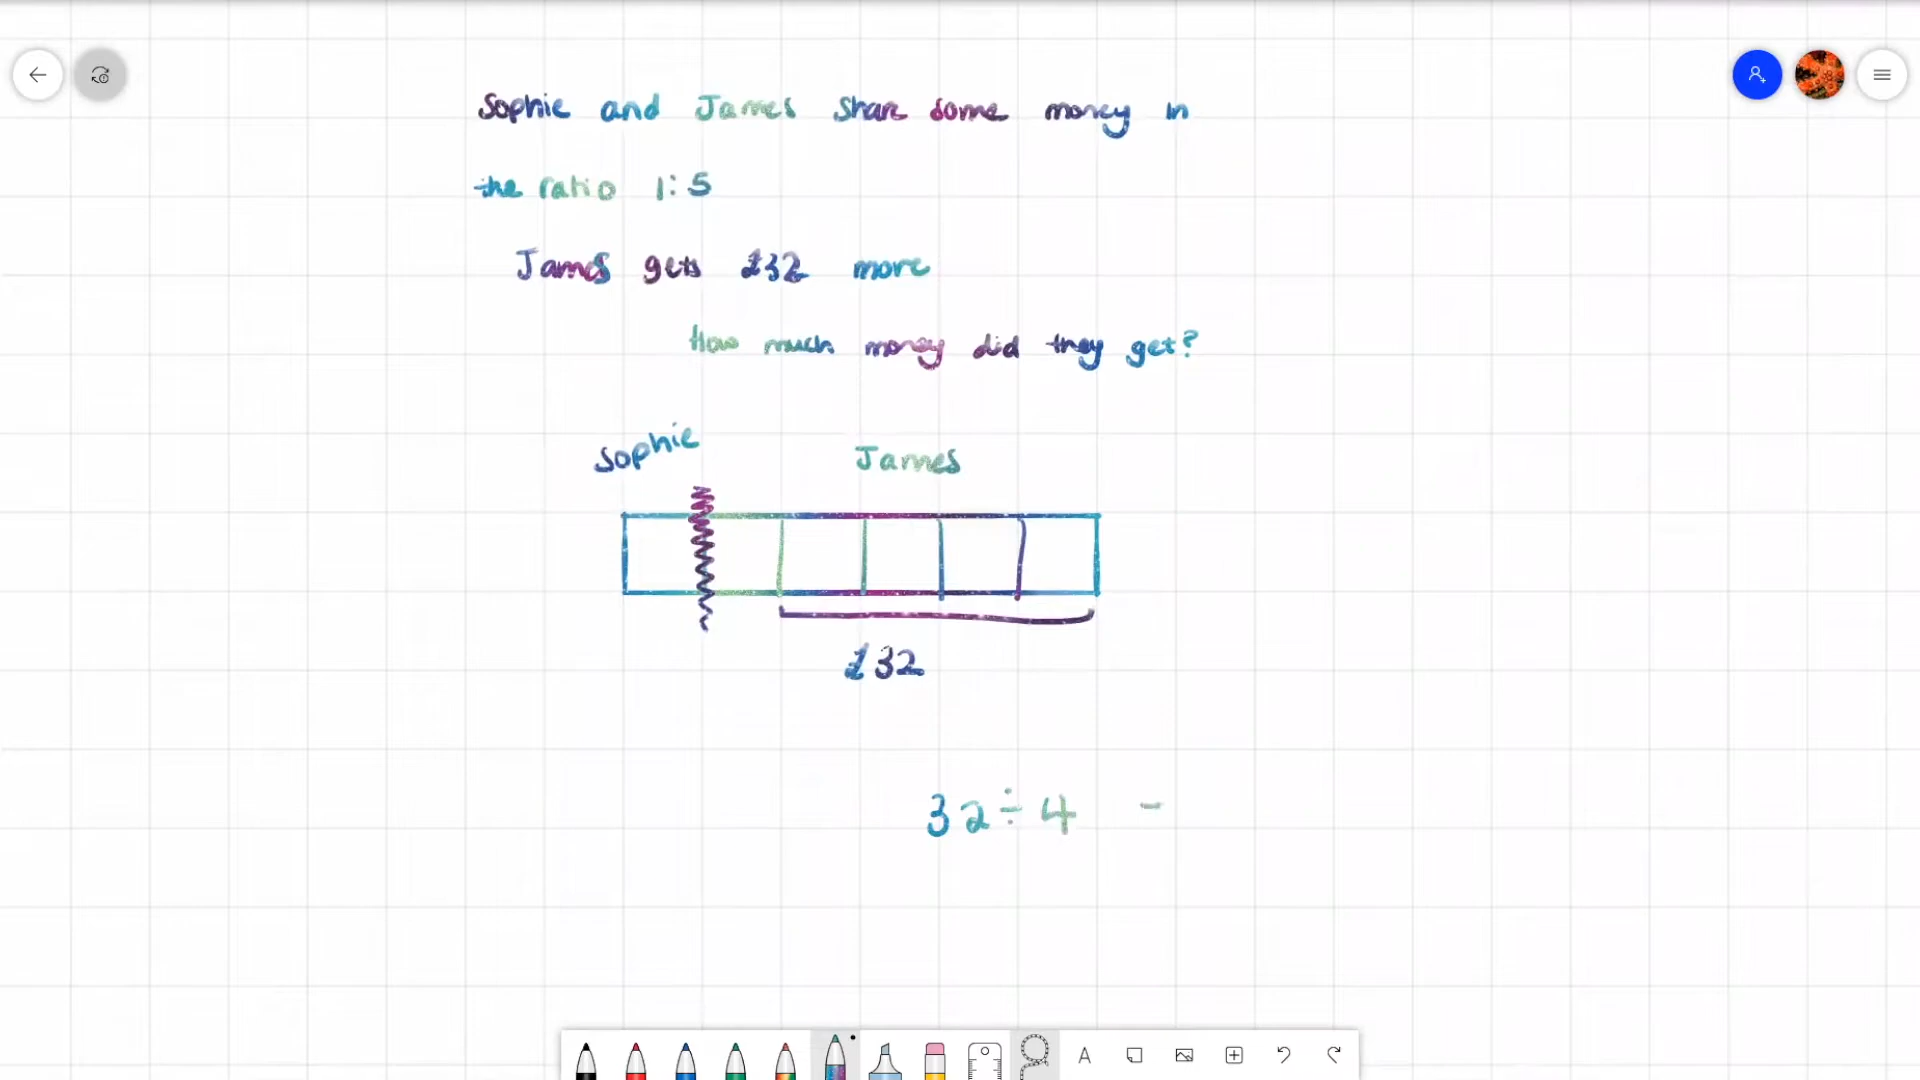 Sophie and James share some money in
the ratio 1:5
James gets £32 more
How much money did they get?
Sophie
James
£32
32 ÷ 4 -
A